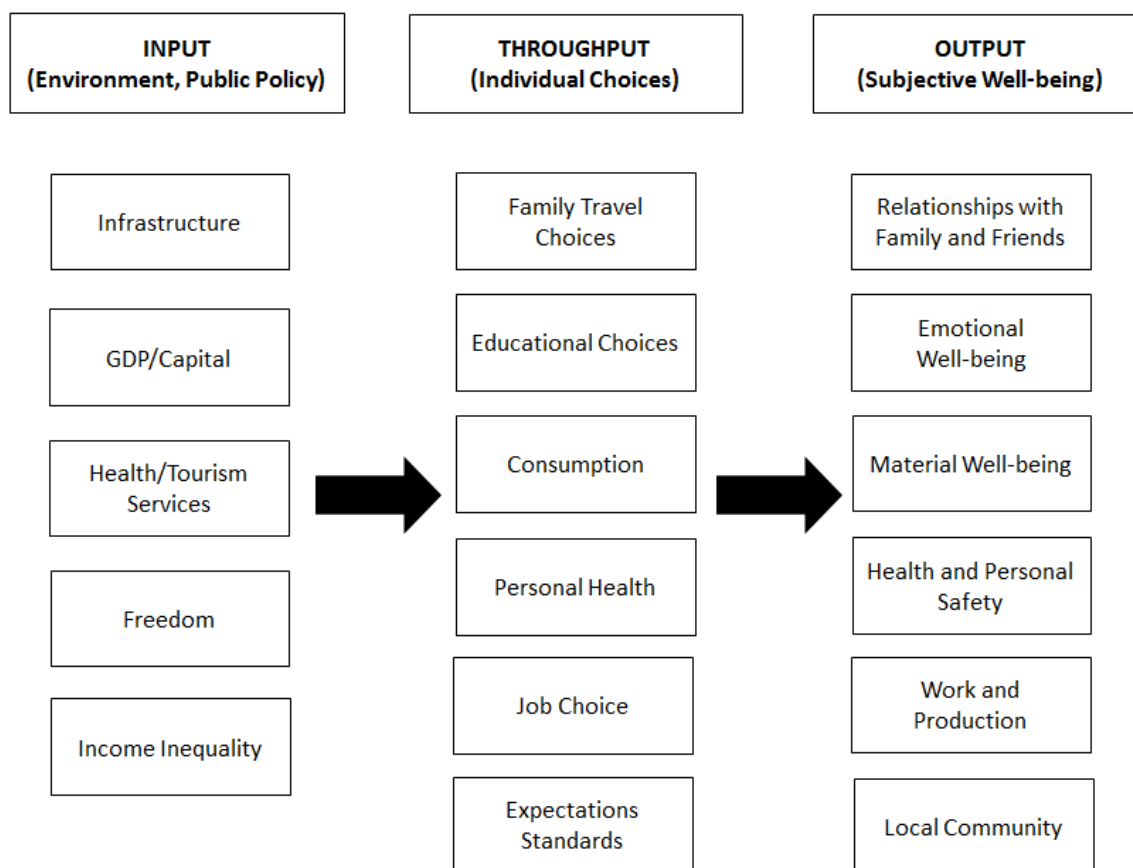 INPUT
(Environment, Public Policy)
THROUGHPUT
(Individual Choices)
OUTPUT
(Subjective Well-being)
Infrastructure
GDP/Capital
Health/Tourism
Services
Freedom
Income Inequality
Family Travel
Choices
Educational Choices
Consumption
Personal Health
Job Choice
Expectations
Standards
Relationships with
Family and Friends
Emotional
Well-being
Material Well-being
Health and Personal
Safety
Work and
Production
Local Community